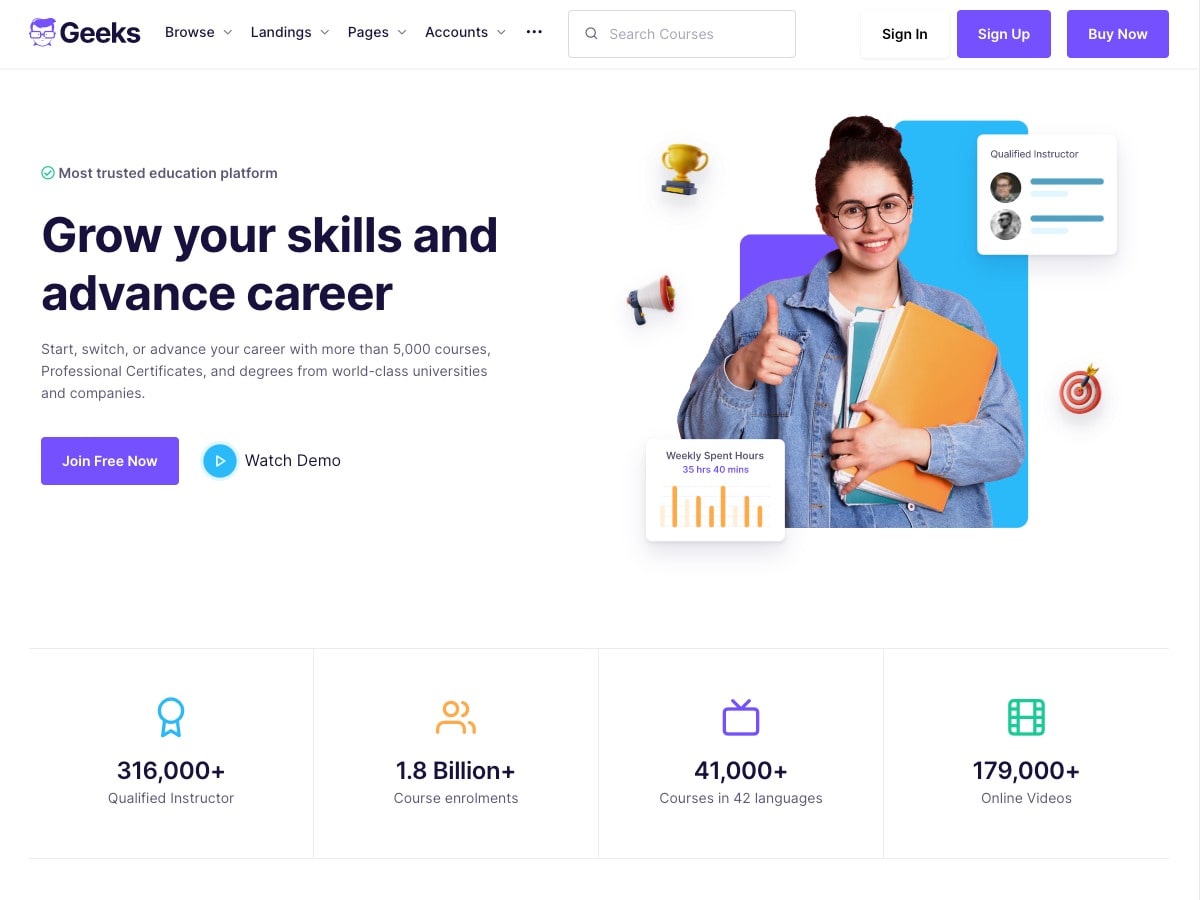 Geeks
Browse
Landings
Pages
Accounts
Search Courses
Sign In
Sign Up
Buy Now
Most trusted education platform
Grow your skills and
advance career
Start, switch, or advance your career with more than 5,000 courses,
Professional Certificates, and degrees from world-class universities
and companies.
Join Free Now
Watch Demo
Qualified Instructor
Weekly Spent Hours
35 hrs 40 mins
316,000+
Qualified Instructor
1.8 Billion+
Course enrolments
41,000+
Courses in 42 languages
179,000+
Online Videos